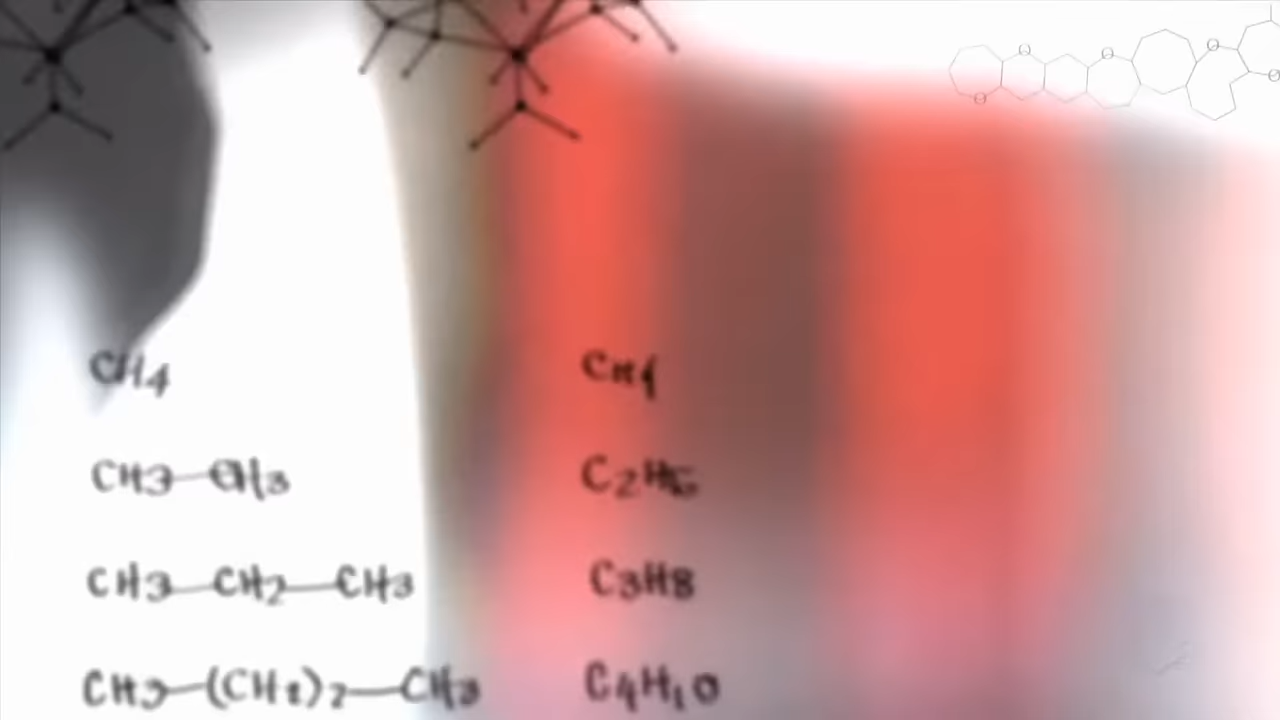 CH4 CH4
CH3—CH3 C2H6
CH3—CH2—CH3 C3H8
CH3—(CH2)2—CH3 C4H10
O O O O O